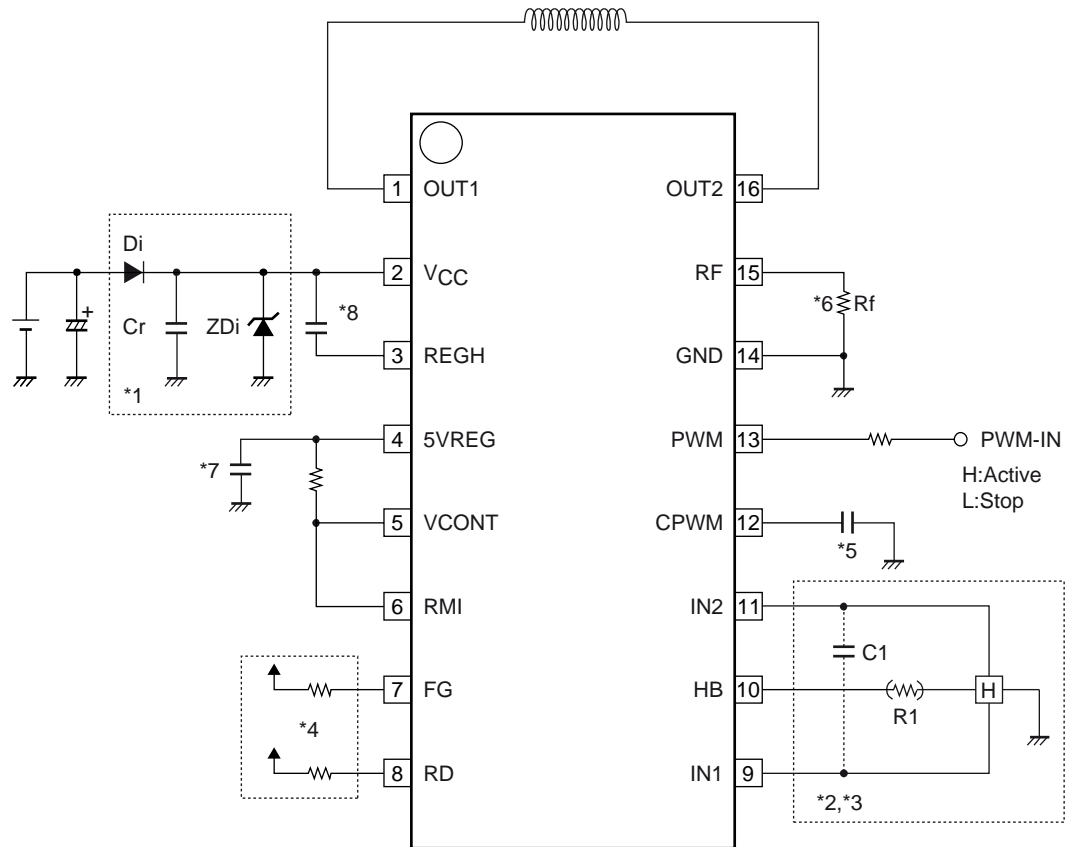 1 OUT1 OUT2 16
Di
2 VCC RF 15
+ Cr ZDi *8 *6 Rf
3 REGH GND 14
*1
4 5VREG PWM 13 PWM-IN
*7
H:Active
L:Stop
5 VCONT CPWM 12
*5
6 RMI IN2 11
C1
7 FG HB 10 H
*4 R1
8 RD IN1 9
*2,*3